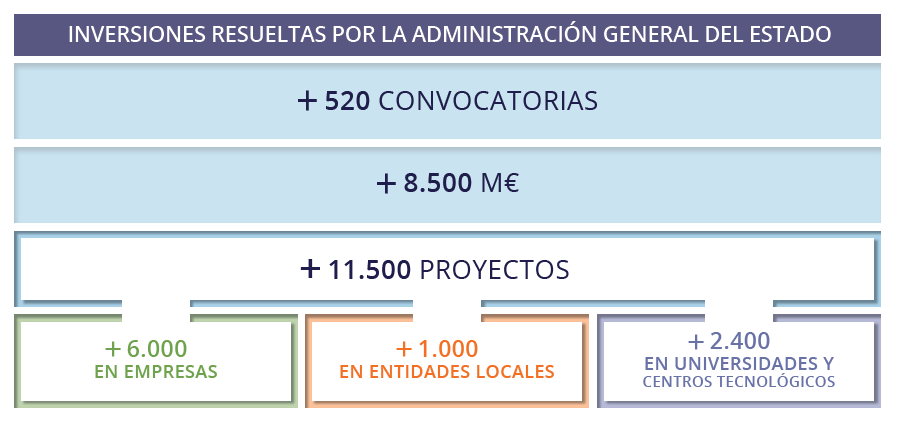 INVERSIONES RESUELTAS POR LA ADMINISTRACIÓN GENERAL DEL ESTADO
+ 520 CONVOCATORIAS
+ 8.500 M€
+ 11.500 PROYECTOS
+ 6.000
EN EMPRESAS
+ 1.000
EN ENTIDADES LOCALES
+ 2.400
EN UNIVERSIDADES Y
CENTROS TECNOLÓGICOS